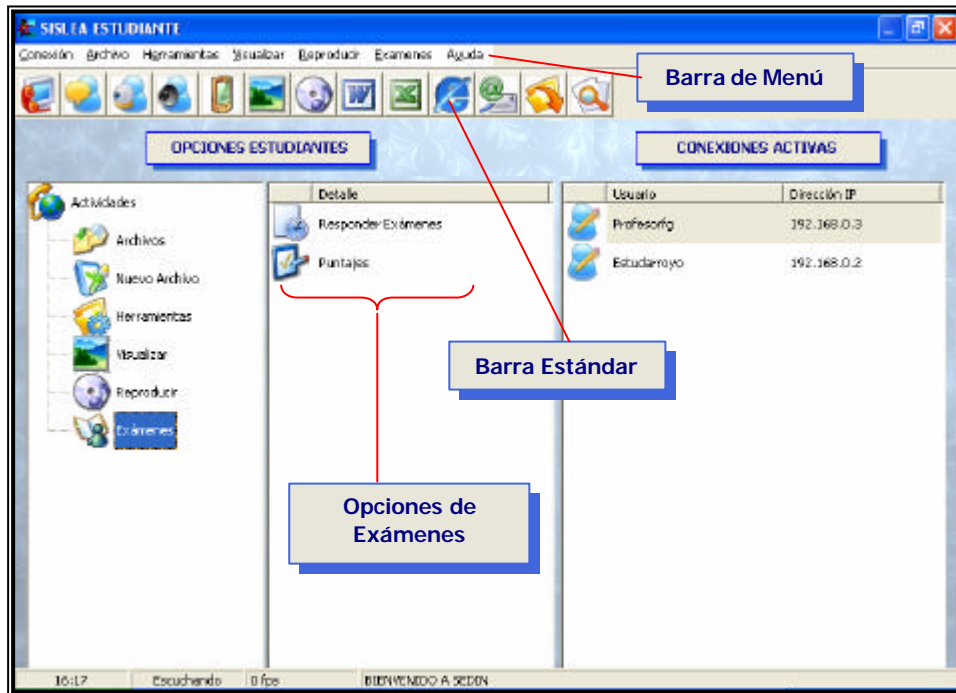 SISLEA ESTUDIANTE
Conexión Archivo Herramientas Visualizar Reproducir Examenes Ayuda
Barra de Menú
OPCIONES ESTUDIANTES
CONEXIONES ACTIVAS
Actividades
Archivos
Nuevo Archivo
Herramientas
Visualizar
Reproducir
Exámenes
Detalle
Responder Exámenes
Puntajes
Usuario Dirección IP
Profesorfg 192.168.0.3
Estudarroyo 192.168.0.2
Barra Estándar
Opciones de
Exámenes
16:17 Escuchando 0 fps BIENVENIDO A SEDIN